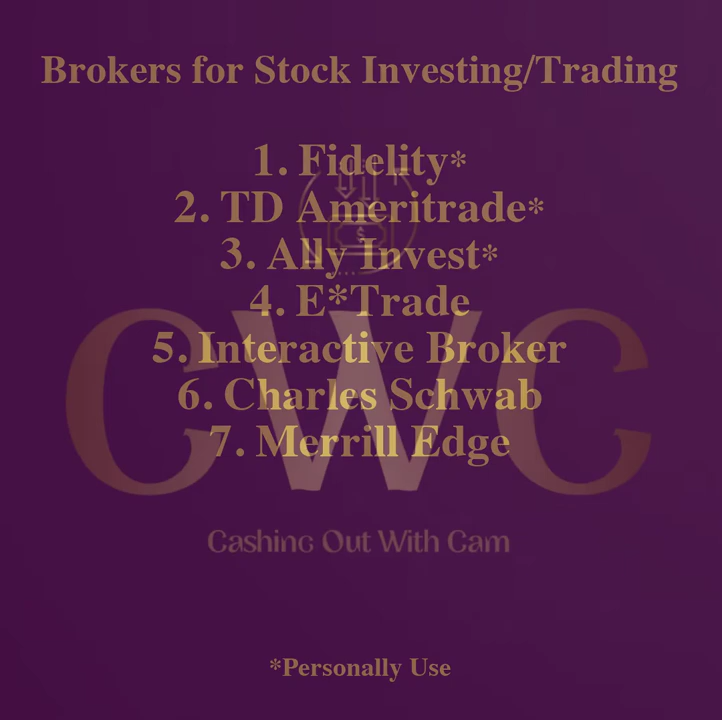 Brokers for Stock Investing/Trading
1. Fidelity*
2. TD Ameritrade*
3. Ally Invest*
4. E*Trade
5. Interactive Broker
6. Charles Schwab
7. Merrill Edge
CWC
Cashing Out With Cam
*Personally Use